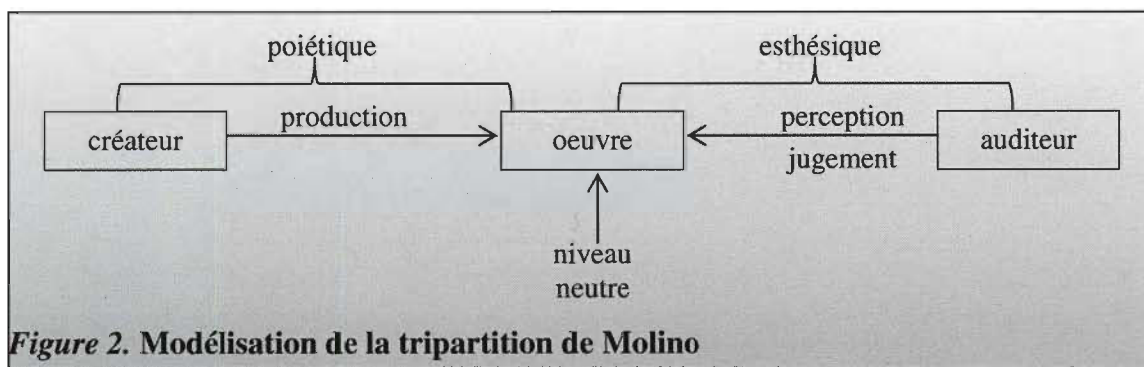 poiétique
esthésique
créateur
production
oeuvre
perception
jugement
auditeur
niveau
neutre
Figure 2. Modélisation de la tripartition de Molino